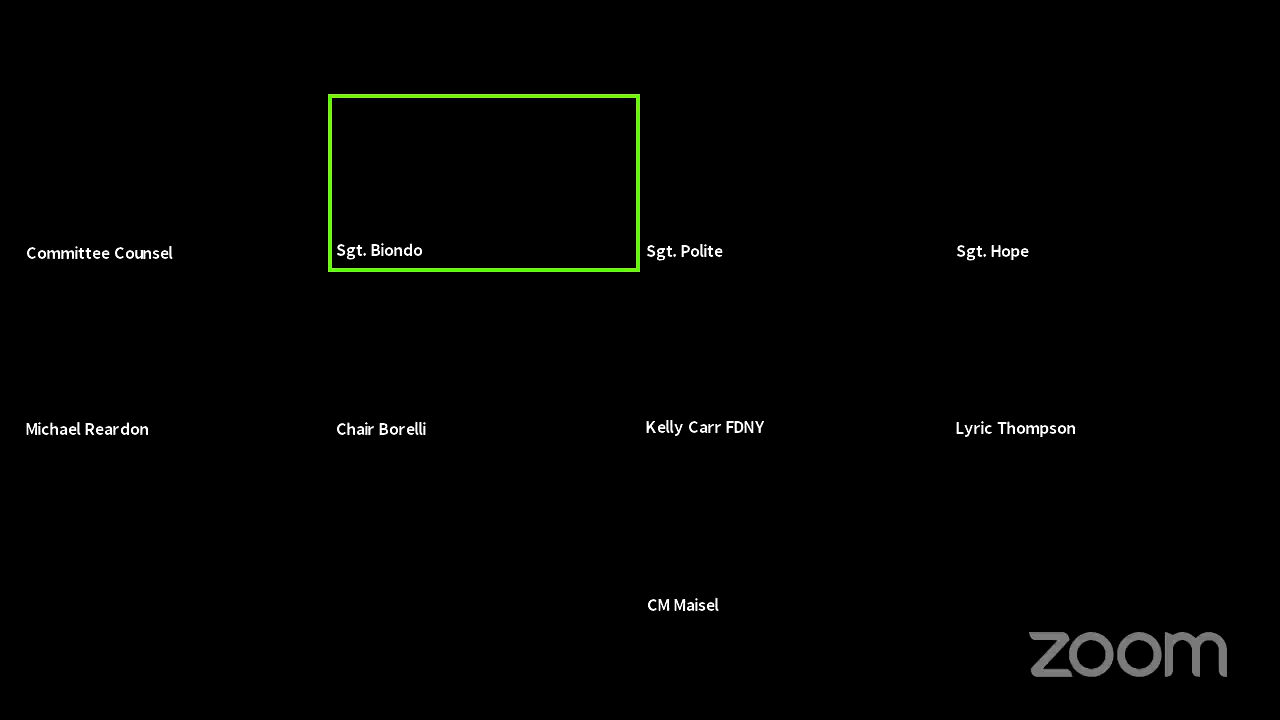 Committee Counsel
Sgt. Biondo
Sgt. Polite
Sgt. Hope
Michael Reardon
Chair Borelli
Kelly Carr FDNY
Lyric Thompson
CM Maisel
zoom